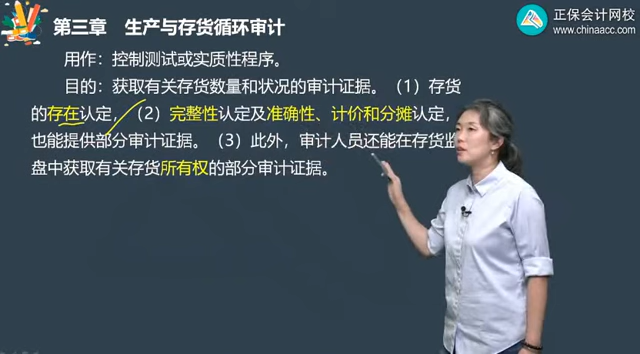 第三章 生产与存货循环审计
正保会计网校
www.chinaacc.com
用作：控制测试或实质性程序。
目的：获取有关存货数量和状况的审计证据。（1）存货
的存在认定，（2）完整性认定及准确性、计价和分摊认定，
也能提供部分审计证据。（3）此外，审计人员还能在存货监
盘中获取有关存货所有权的部分审计证据。